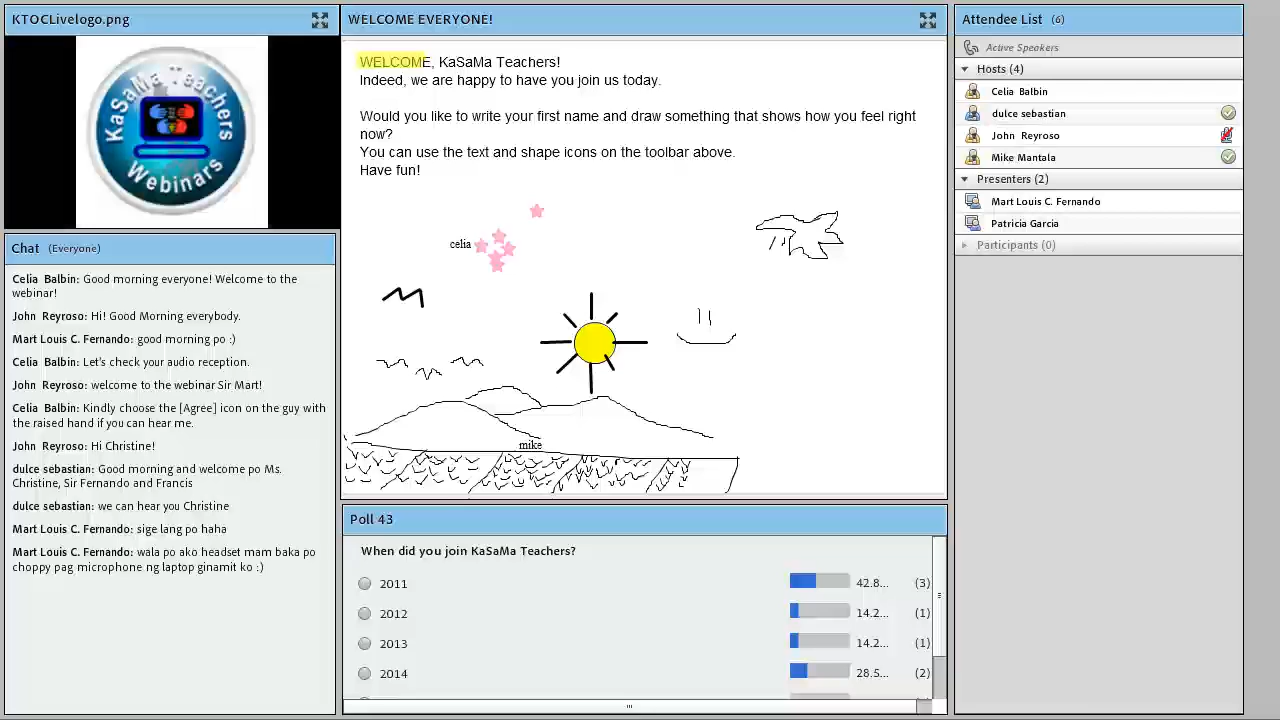 KTOCLivelogo.png
KaSaMa Teachers
Webinars
Chat (Everyone)
Celia Balbin: Good morning everyone! Welcome to the
webinar!
John Reyroso: Hi! Good Morning everybody.
Mart Louis C. Fernando: good morning po :)
Celia Balbin: Let's check your audio reception.
John Reyroso: welcome to the webinar Sir Mart!
Celia Balbin: Kindly choose the [Agree] icon on the guy with
the raised hand if you can hear me.
John Reyroso: Hi Christine!
dulce sebastian: Good morning and welcome po Ms.
Christine, Sir Fernando and Francis
dulce sebastian: we can hear you Christine
Mart Louis C. Fernando: sige lang po haha
Mart Louis C. Fernando: wala po ako headset mam baka po
choppy pag microphone ng laptop ginamit ko :)
WELCOME EVERYONE!
WELCOME, KaSaMa Teachers!
Indeed, we are happy to have you join us today.
Would you like to write your first name and draw something that shows how you feel right
now?
You can use the text and shape icons on the toolbar above.
Have fun!
celia
mike
Poll 43
When did you join KaSaMa Teachers?
2011 42.8... (3)
2012 14.2... (1)
2013 14.2... (1)
2014 28.5... (2)
Attendee List (6)
Active Speakers
Hosts (4)
Celia Balbin
dulce sebastian
John Reyroso
Mike Mantala
Presenters (2)
Mart Louis C. Fernando
Patricia Garcia
Participants (0)